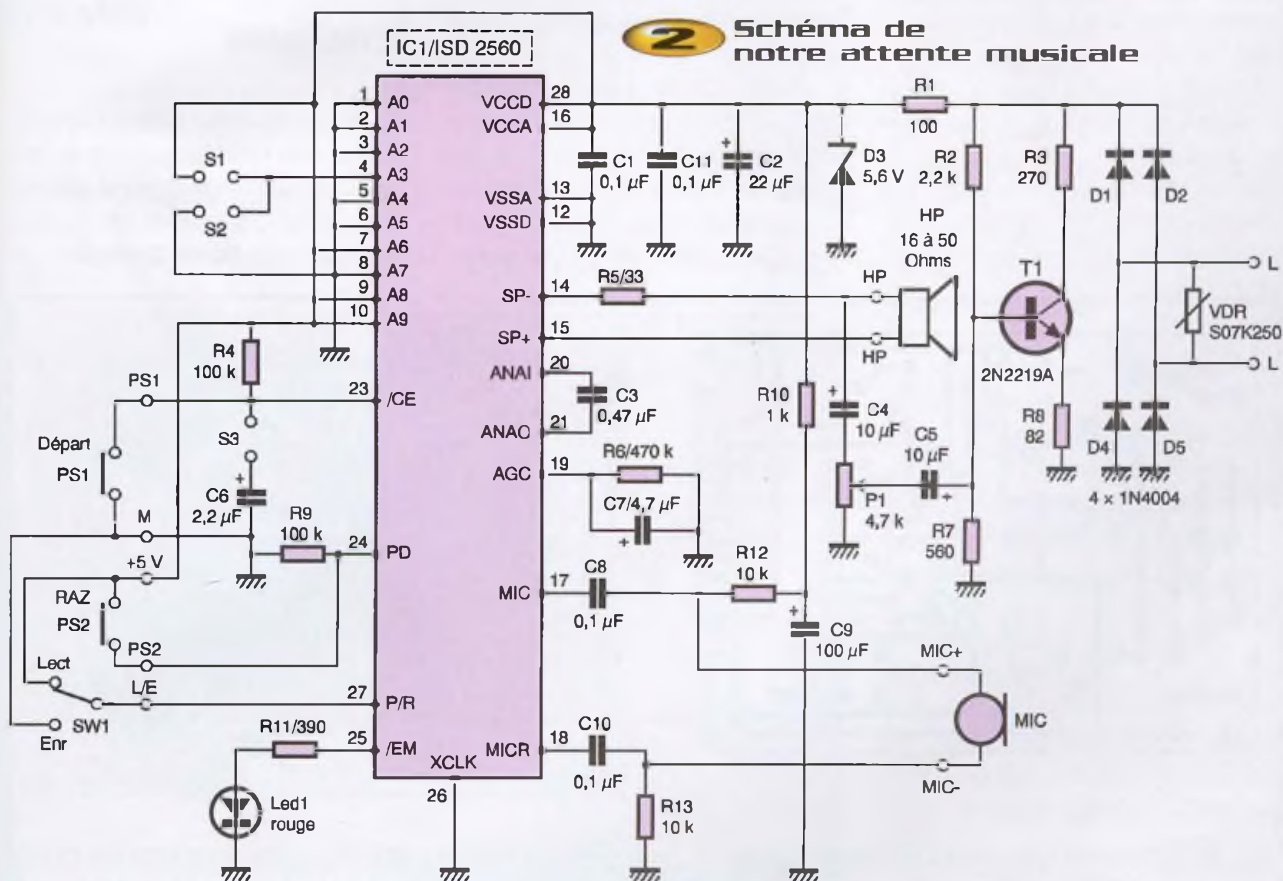 2 Schéma de
notre attente musicale
IC1/ISD 2560
1 A0
2 A1
3 A2
4 A3
5 A4
6 A5
7 A6
8 A7
9 A8
10 A9
23 /CE
24 PD
27 P/R
25 /EM
XCLK
26
VCCD 28
VCCA 16
VSSA 13
VSSD 12
SP- 14
SP+ 15
ANAI 20
ANAO 21
AGC 19
MIC 17
MICR 18
S1
S2
R4
100 k
PS1
Départ
PS1
S3
C6
2,2 µF
+
M
R9
100 k
+5 V
RAZ
PS2
PS2
Lect
L/E
SW1
Enr
R11/390
Led1
rouge
C1
0,1 µF
C11
0,1 µF
+
C2
22 µF
D3
5,6 V
R1
100
R2
2,2 k
R3
270
D1
D2
HP
16 à 50
Ohms
R5/33
HP
HP
T1
2N2219A
L
VDR
S07K250
L
C3
0,47 µF
R10
1 k
+
C4
10 µF
C5
10 µF
+
R8
82
D4
D5
4 x 1N4004
R6/470 k
C7/4,7 µF
+
P1
4,7 k
R7
560
R12
10 k
C8
0,1 µF
+
C9
100 µF
MIC+
MIC
MIC-
C10
0,1 µF
R13
10 k